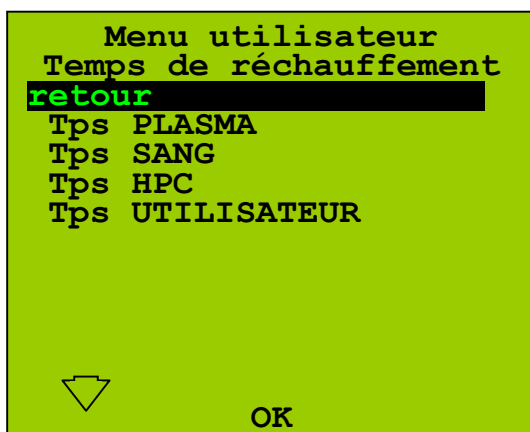 Menu utilisateur
Temps de réchauffement
retour
Tps PLASMA
Tps SANG
Tps HPC
Tps UTILISATEUR
OK